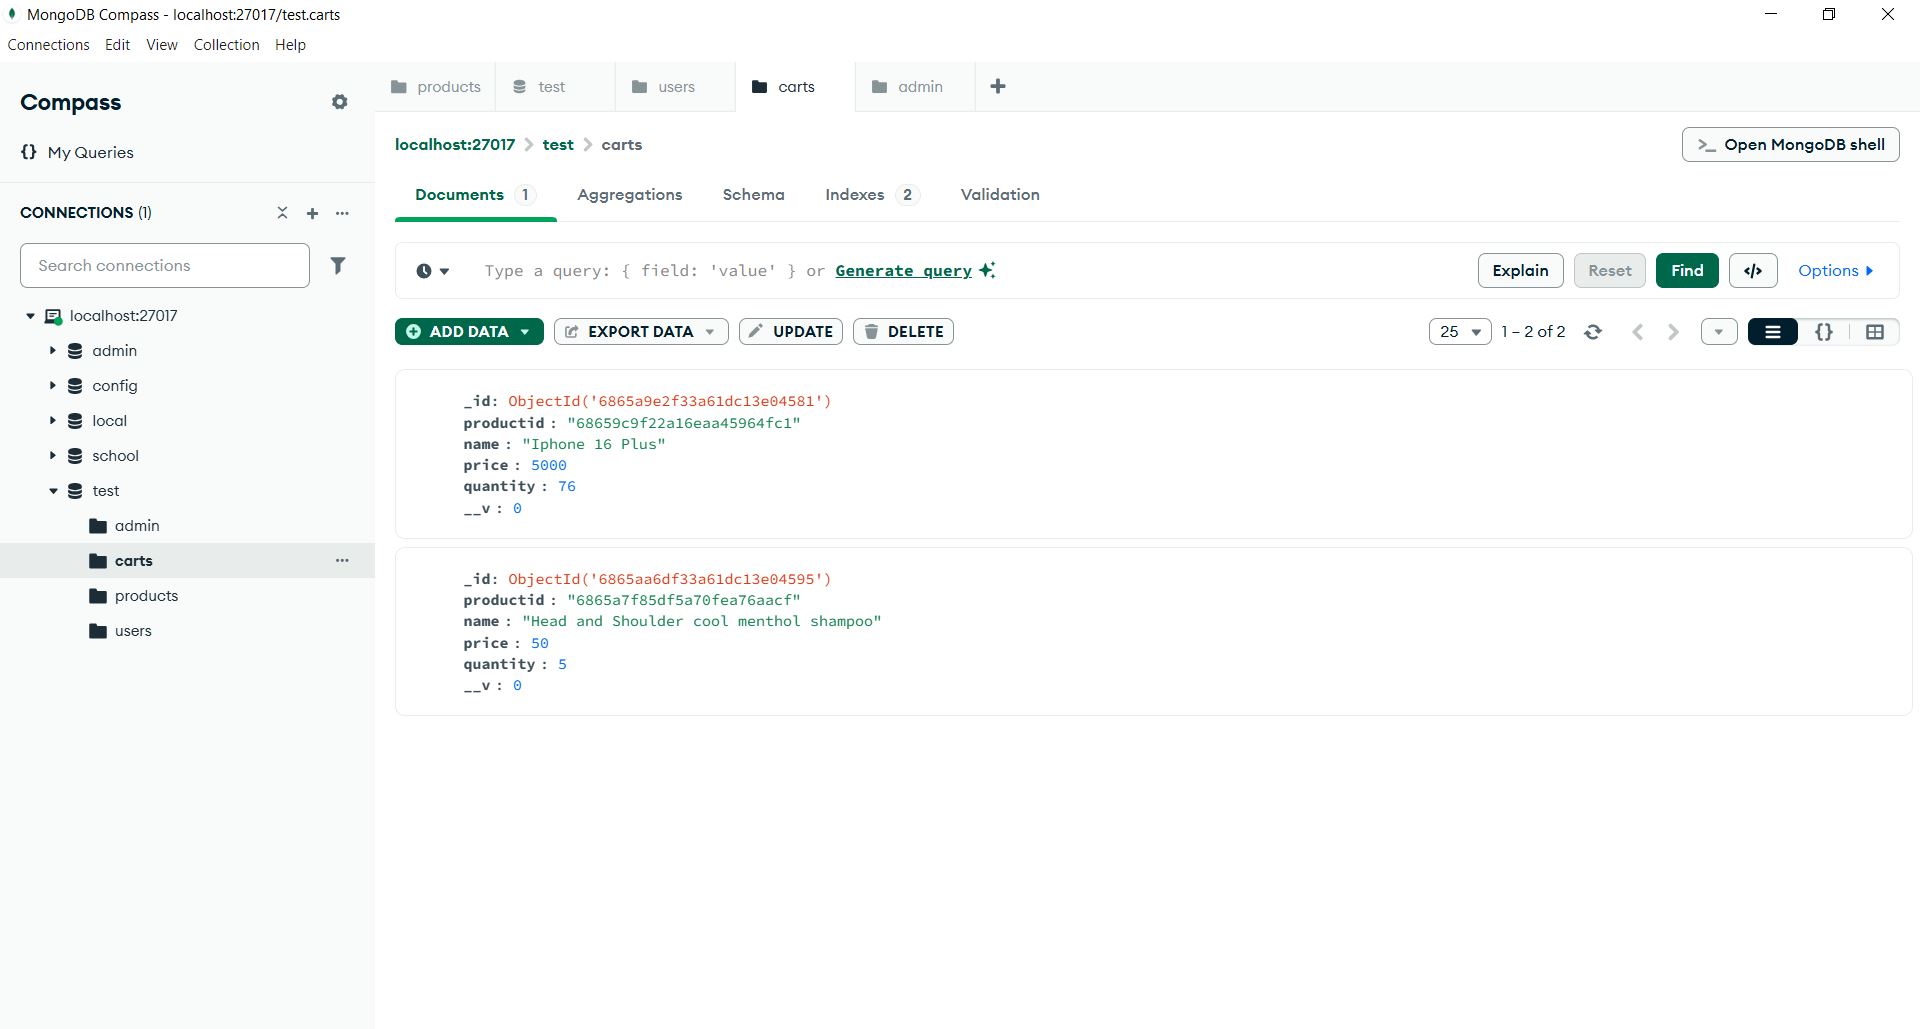 MongoDB Compass - localhost:27017/test.carts
Connections Edit View Collection Help
Compass
My Queries
CONNECTIONS (1)
Search connections
localhost:27017
admin
config
local
school
test
admin
carts
products
users
products test users carts admin
localhost:27017 > test > carts
>_ Open MongoDB shell
Documents 1 Aggregations Schema Indexes 2 Validation
Type a query: { field: 'value' } or Generate query
Explain Reset Find </> Options
ADD DATA EXPORT DATA UPDATE DELETE
25 1 – 2 of 2 {}
_id: ObjectId('6865a9e2f33a61dc13e04581')
productid : "68659c9f22a16eaa45964fc1"
name : "Iphone 16 Plus"
price : 5000
quantity : 76
__v : 0
_id: ObjectId('6865aa6df33a61dc13e04595')
productid : "6865a7f85df5a70fea76aacf"
name : "Head and Shoulder cool menthol shampoo"
price : 50
quantity : 5
__v : 0